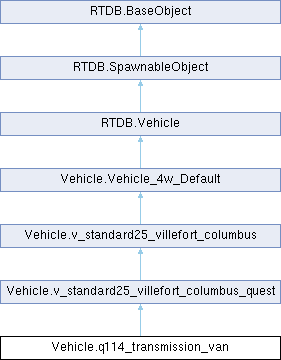 RTDB.BaseObject
RTDB.SpawnableObject
RTDB.Vehicle
Vehicle.Vehicle_4w_Default
Vehicle.v_standard25_villefort_columbus
Vehicle.v_standard25_villefort_columbus_quest
Vehicle.q114_transmission_van